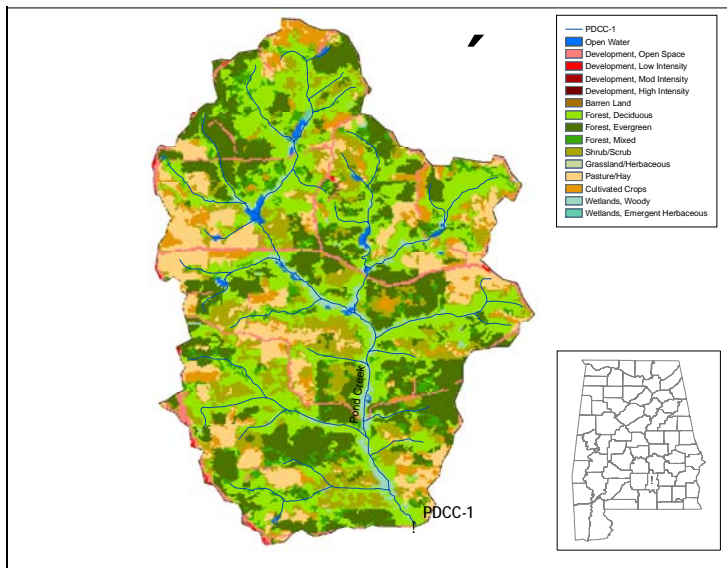 PDCC-1
Open Water
Development, Open Space
Development, Low Intensity
Development, Mod Intensity
Development, High Intensity
Barren Land
Forest, Deciduous
Forest, Evergreen
Forest, Mixed
Shrub/Scrub
Grassland/Herbaceous
Pasture/Hay
Cultivated Crops
Wetlands, Woody
Wetlands, Emergent Herbaceous
Pond Creek
PDCC-1
!
!